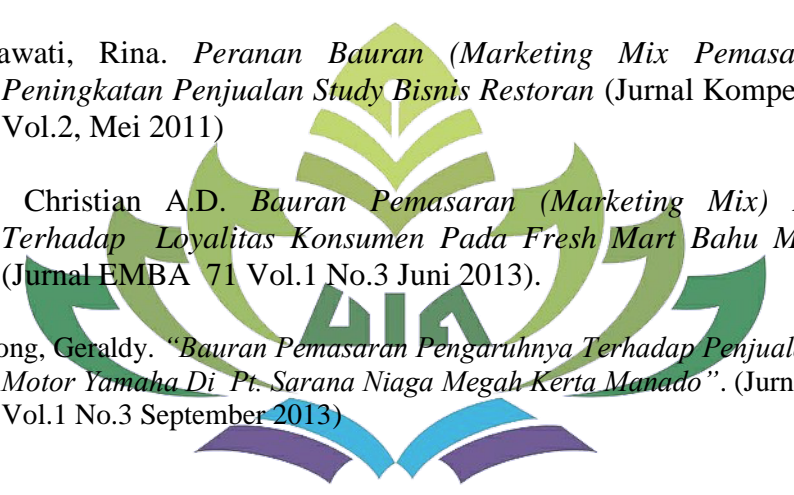 awati, Rina. Peranan Bauran (Marketing Mix Pemasa
Peningkatan Penjualan Study Bisnis Restoran (Jurnal Kompe
Vol.2, Mei 2011)
Christian A.D. Bauran Pemasaran (Marketing Mix)
Terhadap Loyalitas Konsumen Pada Fresh Mart Bahu M
(Jurnal EMBA 71 Vol.1 No.3 Juni 2013).
UIN
ong, Geraldy. “Bauran Pemasaran Pengaruhnya Terhadap Penjual
Motor Yamaha Di Pt. Sarana Niaga Megah Kerta Manado”. (Jurn
Vol.1 No.3 September 2013)